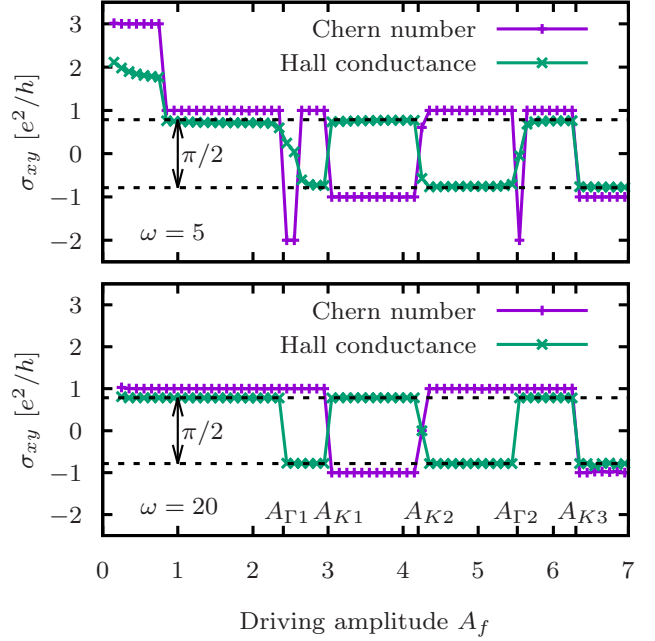 3
2
1
0
−1
−2
σxy [e²/h]
Chern number
Hall conductance
π/2
ω = 5
3
2
1
0
−1
−2
σxy [e²/h]
Chern number
Hall conductance
π/2
ω = 20
AΓ1 AK1 AK2 AΓ2 AK3
0 1 2 3 4 5 6 7
Driving amplitude Af